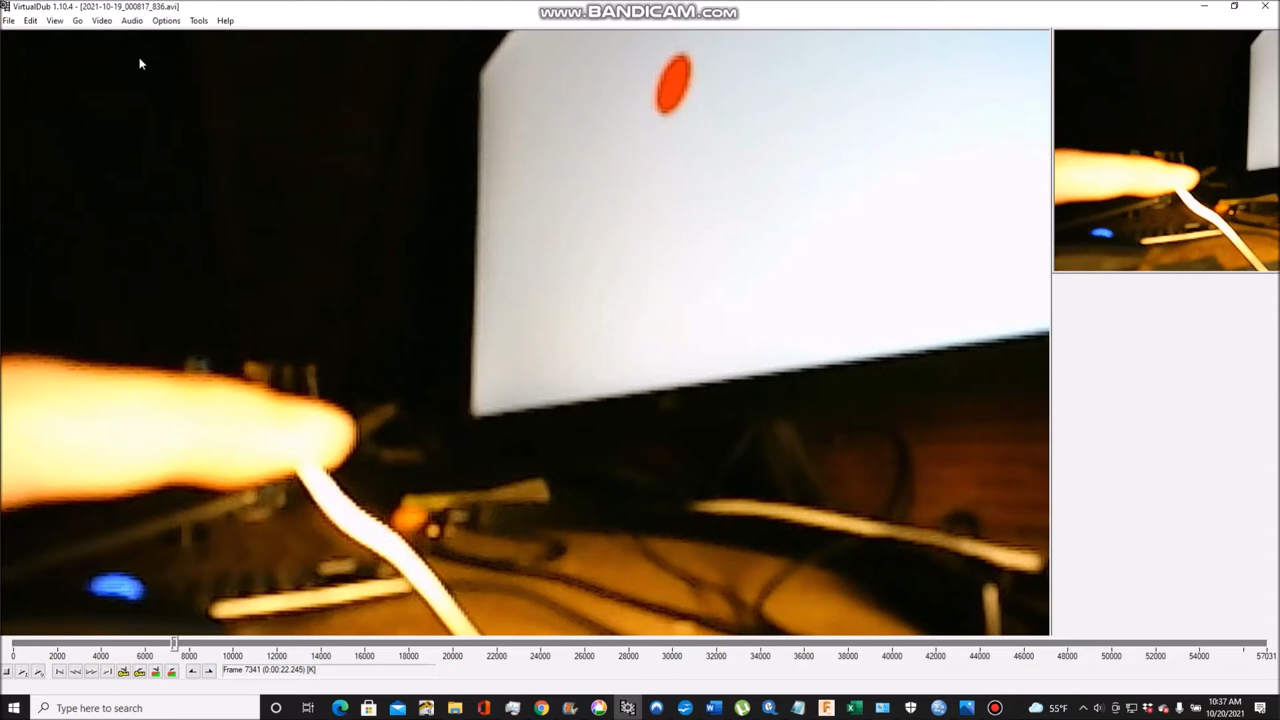 VirtualDub 1.10.4 - [2021-10-19_000817_836.avi]
www.BANDICAM.com
File Edit View Go Video Audio Options Tools Help
0 2000 4000 6000 8000 10000 12000 14000 16000 18000 20000 22000 24000 26000 28000 30000 32000 34000 36000 38000 40000 42000 44000 46000 48000 50000 52000 54000 57031
Frame 7341 (0:00:22.245) [K]
Type here to search
55°F
10:37 AM
10/20/2021